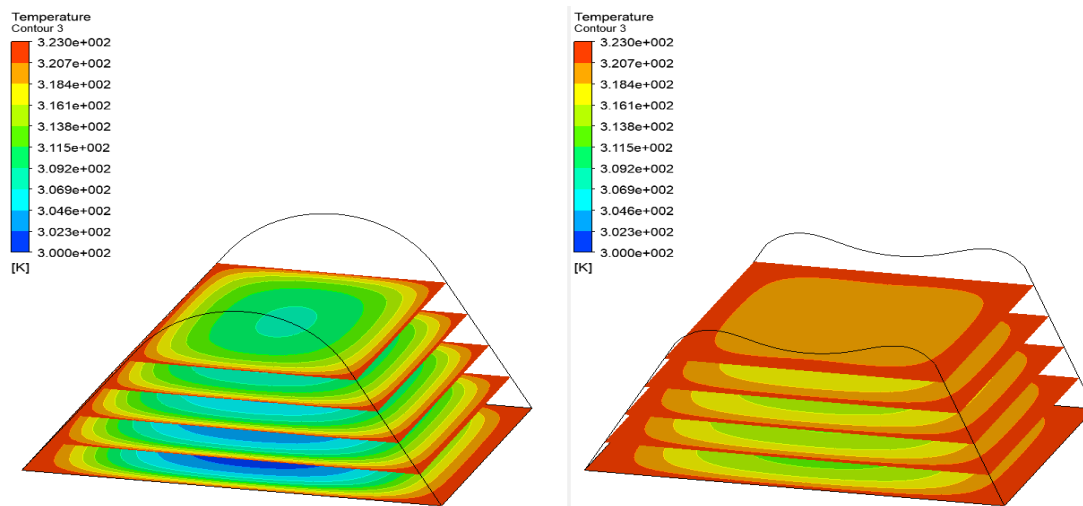 Temperature
Contour 3
3.230e+002
3.207e+002
3.184e+002
3.161e+002
3.138e+002
3.115e+002
3.092e+002
3.069e+002
3.046e+002
3.023e+002
3.000e+002
[K]
Temperature
Contour 3
3.230e+002
3.207e+002
3.184e+002
3.161e+002
3.138e+002
3.115e+002
3.092e+002
3.069e+002
3.046e+002
3.023e+002
3.000e+002
[K]